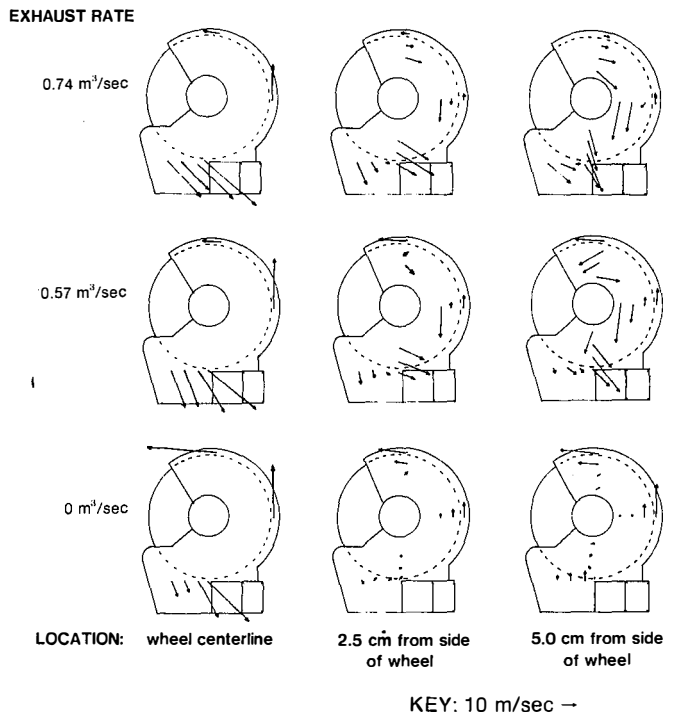 EXHAUST RATE
0.74 m³/sec
0.57 m³/sec
0 m³/sec
LOCATION: wheel centerline 2.5 cm from side of wheel 5.0 cm from side of wheel
KEY: 10 m/sec →